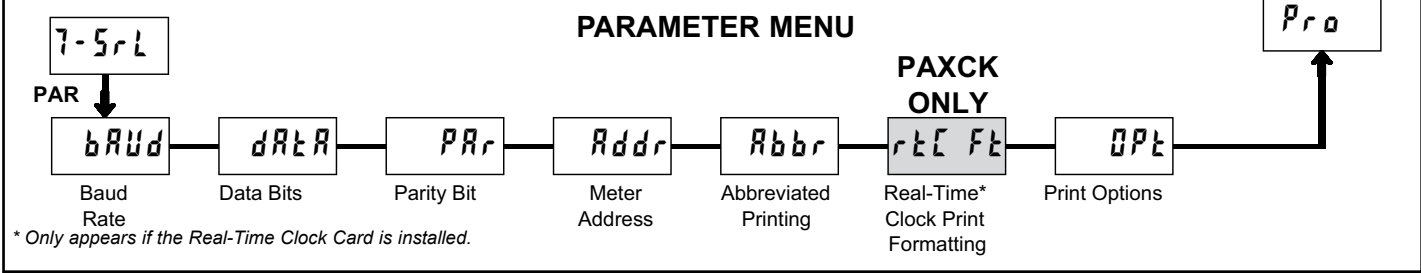 PARAMETER MENU
Pro
7-SrL
PAR
PAXCK
ONLY
bAUd
dAtA
PAr
Addr
Abbr
rtC Ft
OPt
Baud
Rate
Data Bits
Parity Bit
Meter
Address
Abbreviated
Printing
Real-Time*
Clock Print
Formatting
Print Options
* Only appears if the Real-Time Clock Card is installed.